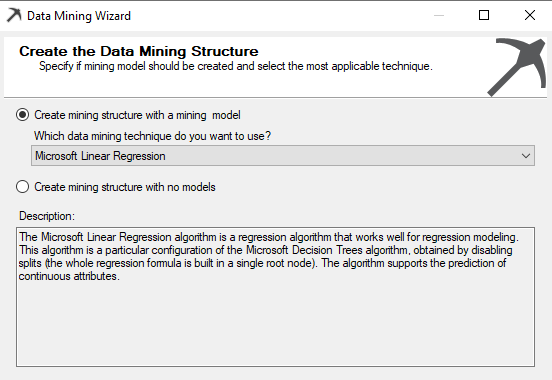 Data Mining Wizard
Create the Data Mining Structure
Specify if mining model should be created and select the most applicable technique.
Create mining structure with a mining model
Which data mining technique do you want to use?
Microsoft Linear Regression
Create mining structure with no models
Description:
The Microsoft Linear Regression algorithm is a regression algorithm that works well for regression modeling.
This algorithm is a particular configuration of the Microsoft Decision Trees algorithm, obtained by disabling
splits (the whole regression formula is built in a single root node). The algorithm supports the prediction of
continuous attributes.